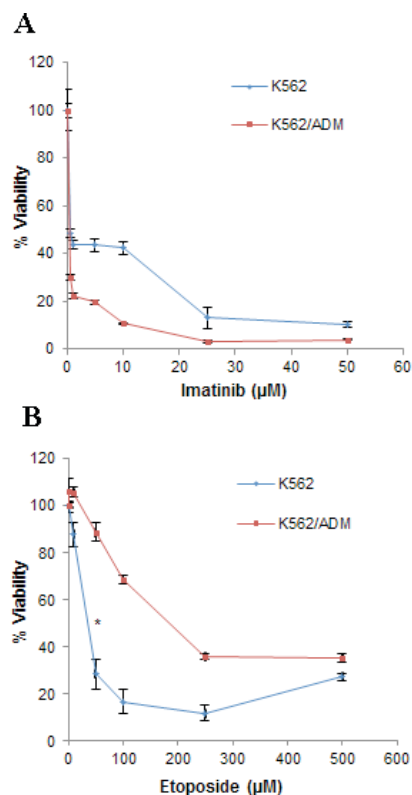 A
120
100
80
60
40
20
0
% Viability
K562
K562/ADM
0 10 20 30 40 50 60
Imatinib (µM)
B
120
100
80
60
40
20
0
% Viability
K562
K562/ADM
*
0 100 200 300 400 500 600
Etoposide (µM)